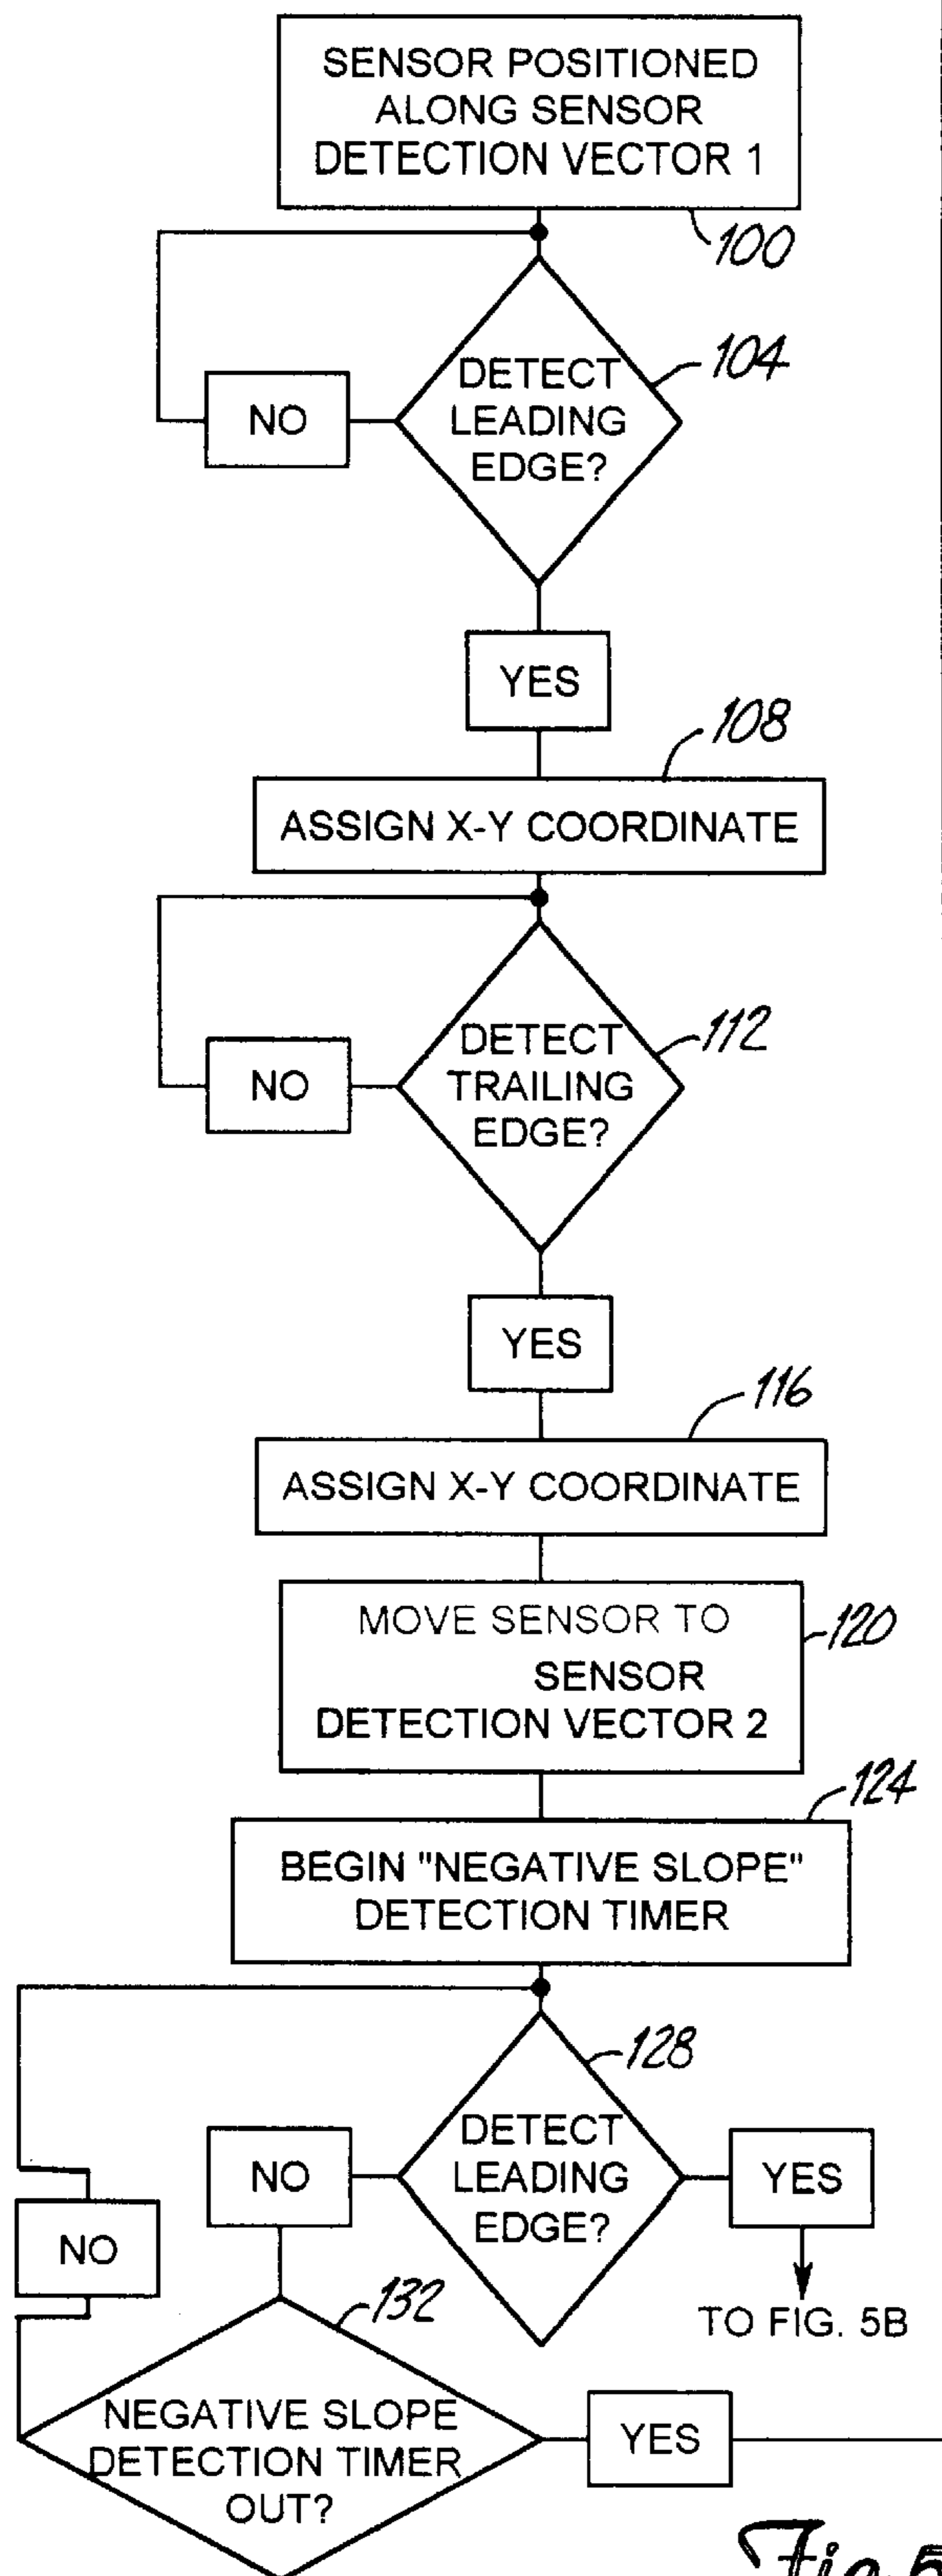 SENSOR POSITIONED
ALONG SENSOR
DETECTION VECTOR 1
100
DETECT
LEADING
EDGE?
104
NO
YES
108
ASSIGN X-Y COORDINATE
DETECT
TRAILING
EDGE?
112
NO
YES
116
ASSIGN X-Y COORDINATE
MOVE SENSOR TO
SENSOR
DETECTION VECTOR 2
120
124
BEGIN "NEGATIVE SLOPE"
DETECTION TIMER
128
DETECT
LEADING
EDGE?
NO
YES
NO
TO FIG. 5B
132
NEGATIVE SLOPE
DETECTION TIMER
OUT?
YES
Fig. 5